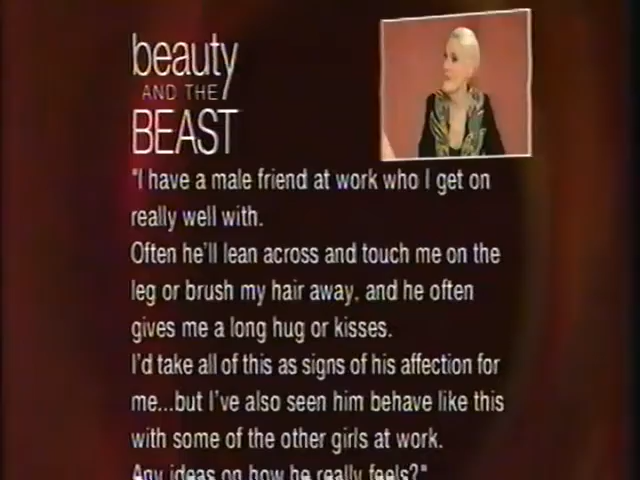 beauty
AND THE
BEAST
"I have a male friend at work who I get on
really well with.
Often he'll lean across and touch me on the
leg or brush my hair away, and he often
gives me a long hug or kisses.
I'd take all of this as signs of his affection for
me...but I've also seen him behave like this
with some of the other girls at work.
Any ideas on how he really feels?"